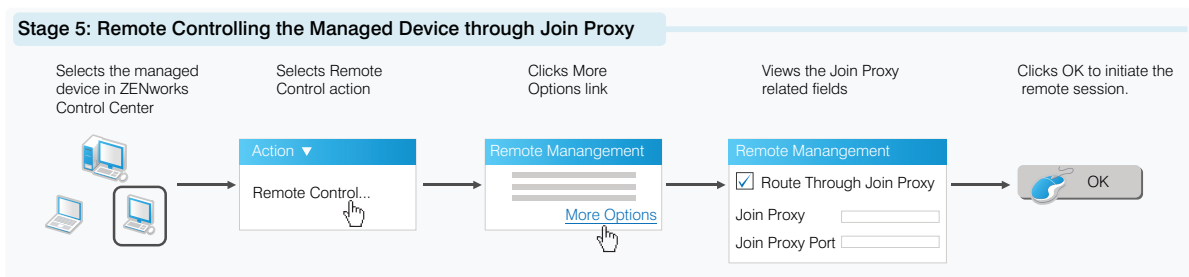 Stage 5: Remote Controlling the Managed Device through Join Proxy
Selects the managed
device in ZENworks
Control Center
Selects Remote
Control action
Clicks More
Options link
Views the Join Proxy
related fields
Clicks OK to initiate the
remote session.
Action ▼
Remote Control...
Remote Manangement
More Options
Remote Manangement
Route Through Join Proxy
Join Proxy
Join Proxy Port
OK